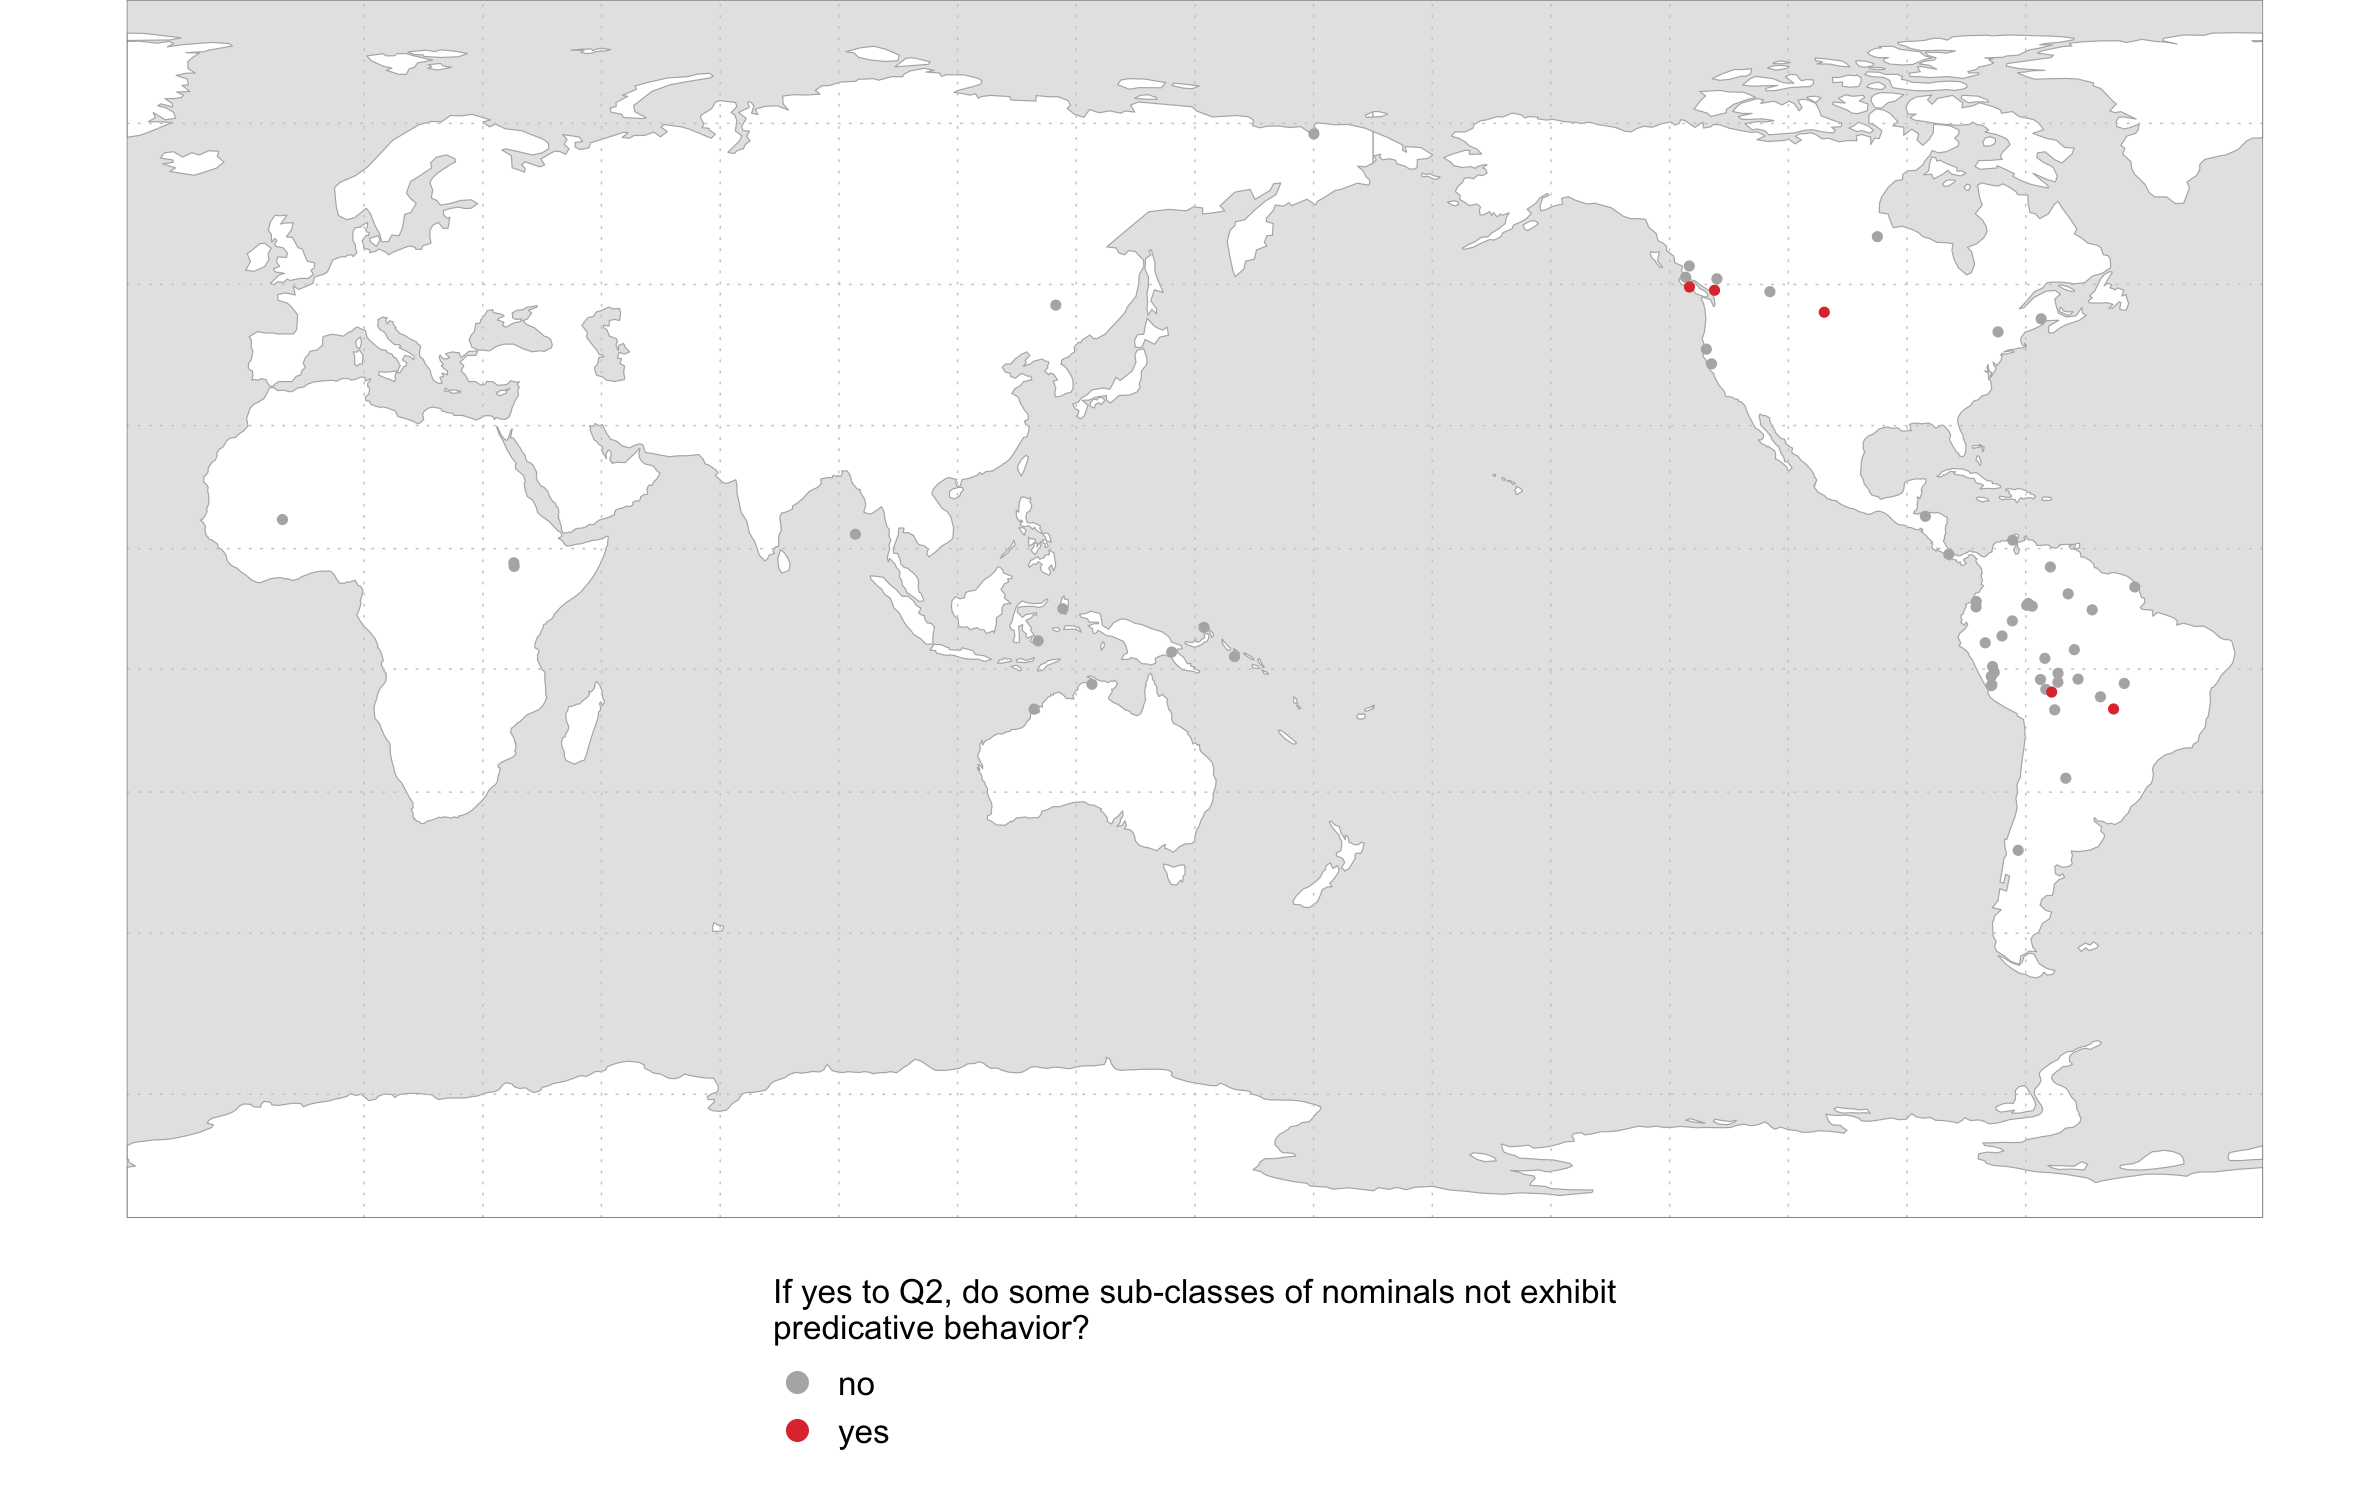 If yes to Q2, do some sub-classes of nominals not exhibit
predicative behavior?
no
yes